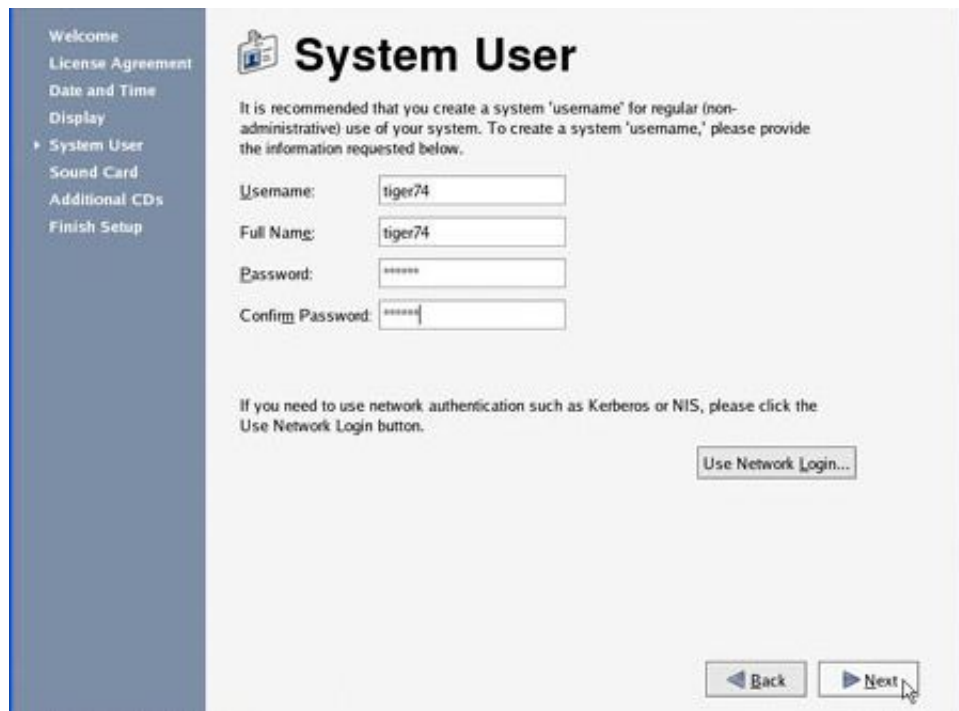 Welcome
License Agreement
Date and Time
Display
System User
Sound Card
Additional CDs
Finish Setup
System User
It is recommended that you create a system 'username' for regular (non-
administrative) use of your system. To create a system 'username,' please provide
the information requested below.
Username: tiger74
Full Name: tiger74
Password: ******
Confirm Password: ******
If you need to use network authentication such as Kerberos or NIS, please click the
Use Network Login button.
Use Network Login...
Back Next